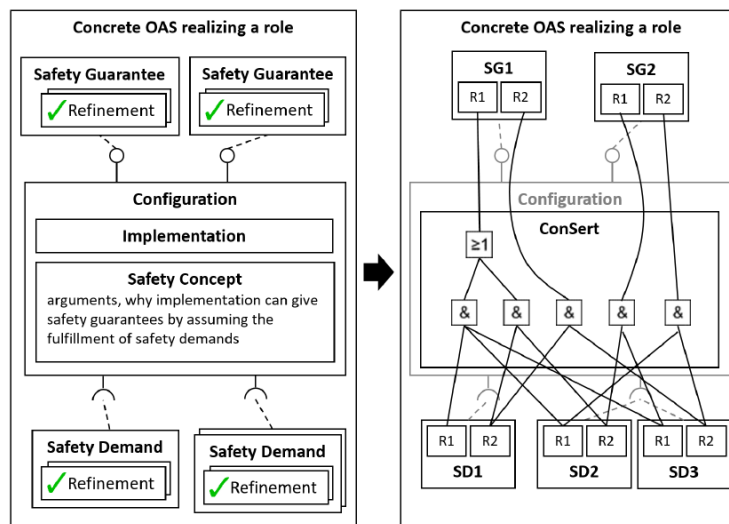 Concrete OAS realizing a role
Safety Guarantee
Refinement
Safety Guarantee
Refinement
Configuration
Implementation
Safety Concept
arguments, why implementation can give
safety guarantees by assuming the
fulfillment of safety demands
Safety Demand
Refinement
Safety Demand
Refinement
Concrete OAS realizing a role
SG1
R1
R2
SG2
R1
R2
Configuration
ConSert
≥1
&
&
&
&
&
R1
R2
SD1
R1
R2
SD2
R1
R2
SD3